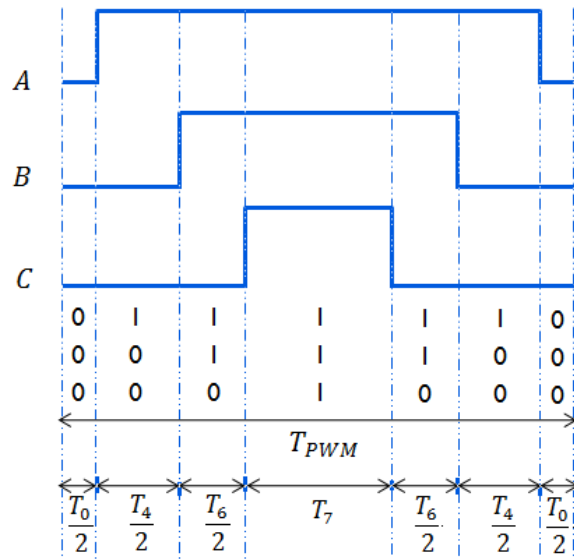 A
B
C
0 1 1 1 1 1 0
0 0 1 1 1 0 0
0 0 0 1 0 0 0
T_PWM
T_0/2 T_4/2 T_6/2 T_7 T_6/2 T_4/2 T_0/2